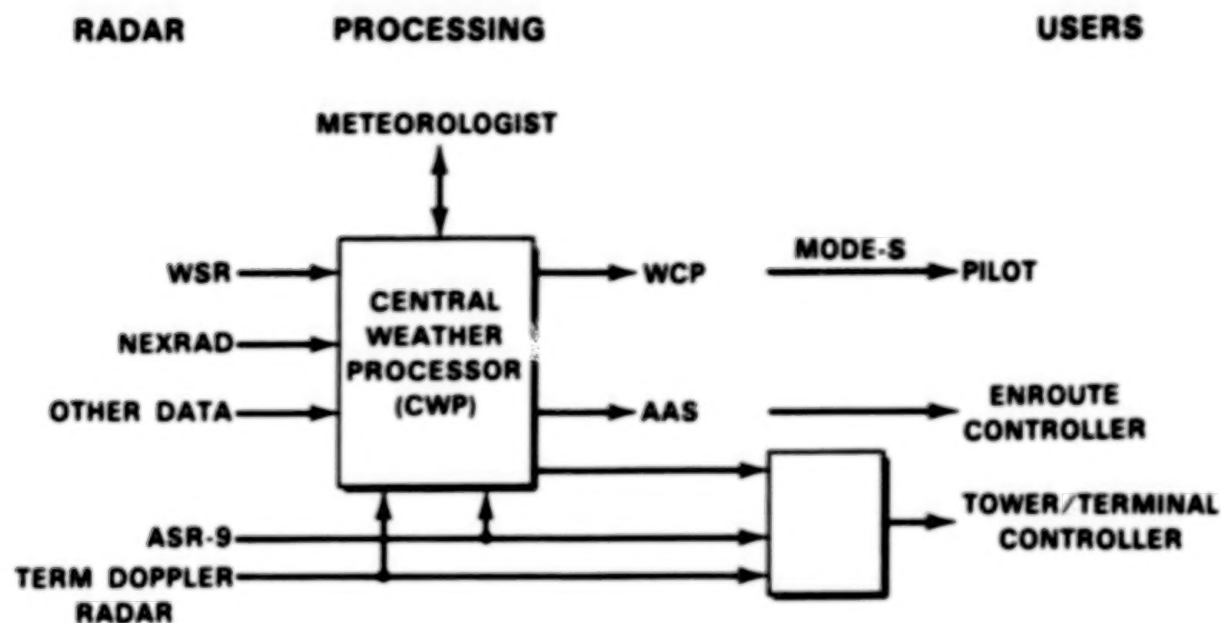 RADAR PROCESSING USERS
METEOROLOGIST
WSR
NEXRAD
OTHER DATA
CENTRAL
WEATHER
PROCESSOR
(CWP)
WCP
MODE-S
PILOT
AAS
ENROUTE
CONTROLLER
ASR-9
TERM DOPPLER
RADAR
TOWER/TERMINAL
CONTROLLER